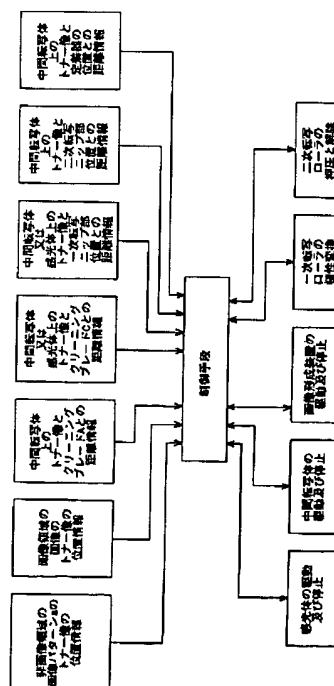 非画像領域の
画像パターンaの
トナー像の
位置情報
画像領域の
画像の
トナー像の
位置情報
中間転写体
上の
トナー像と
クリーニング
ブレードAとの
距離情報
中間転写体
又は
感光体上の
トナー像と
クリーニング
ブレードCとの
距離情報
中間転写体
又は
感光体上の
トナー像と
一次転写
ニップ部
位置との
距離情報
中間転写体
上の
トナー像と
二次転写
ニップ部
位置との
距離情報
中間転写体
上の
トナー像と
定着器の
位置との
距離情報
制御手段
感光体の駆動
及び停止
中間転写体の
駆動及び停止
画像形成装置の
駆動及び停止
一次転写
ローラの
極性変換
二次転写
ローラの
押圧と解除